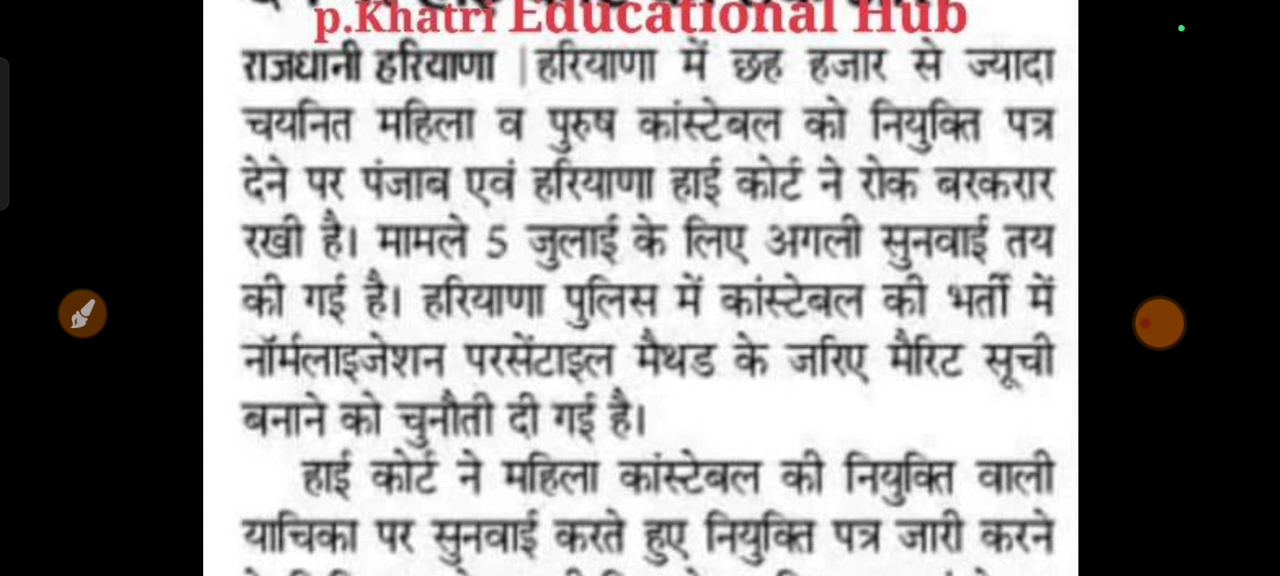 p.Khatri Educational Hub
राजधानी हरियाणा | हरियाणा में छह हजार से ज्यादा
चयनित महिला व पुरुष कांस्टेबल को नियुक्ति पत्र
देने पर पंजाब एवं हरियाणा हाई कोर्ट ने रोक बरकरार
रखी है। मामले 5 जुलाई के लिए अगली सुनवाई तय
की गई है। हरियाणा पुलिस में कांस्टेबल की भर्ती में
नॉर्मलाइजेशन परसेंटाइल मैथड के जरिए मैरिट सूची
बनाने को चुनौती दी गई है।
हाई कोर्ट ने महिला कांस्टेबल की नियुक्ति वाली
याचिका पर सुनवाई करते हुए नियुक्ति पत्र जारी करने